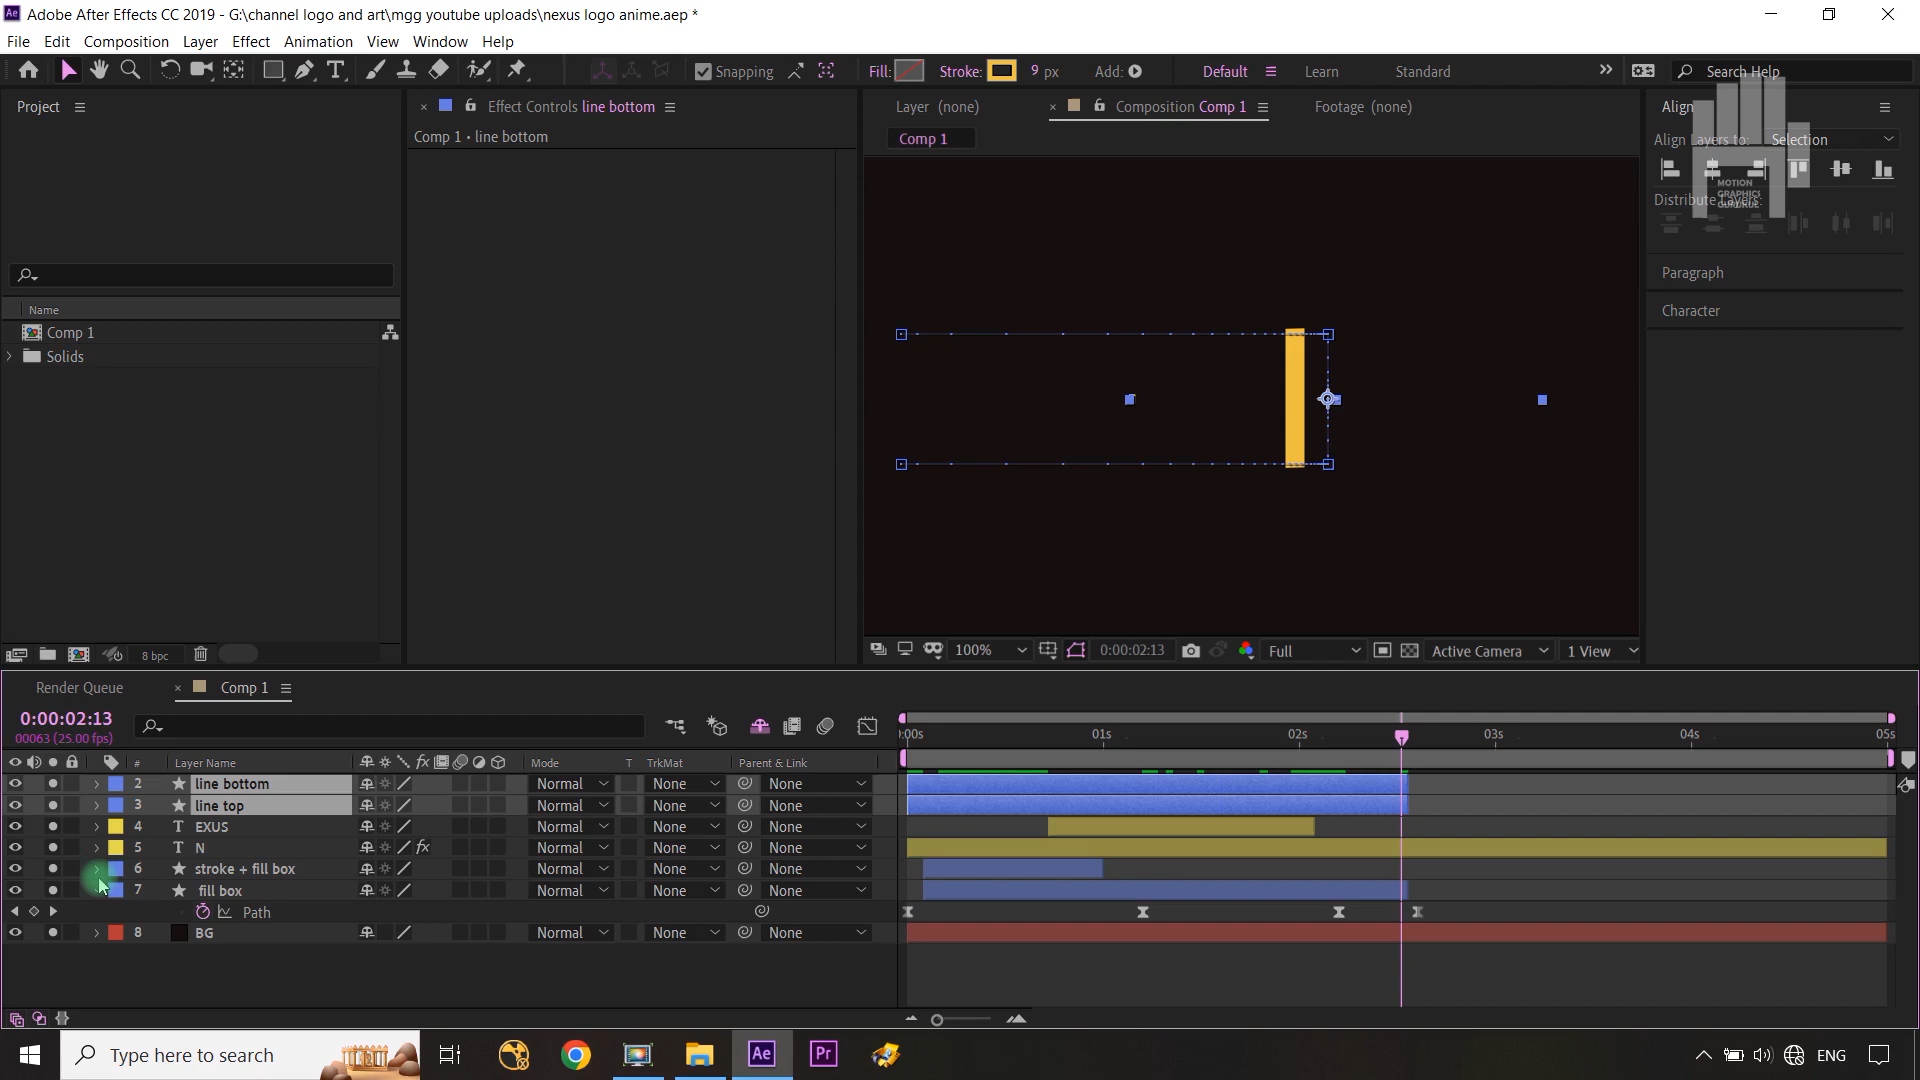 Adobe After Effects CC 2019 - G:\channel logo and art\mgg youtube uploads\nexus logo anime.aep *
File Edit Composition Layer Effect Animation View Window Help
Snapping Fill: Stroke: 9 px Add: Default Learn Standard Search Help
Project
Effect Controls line bottom
Layer (none)
Composition Comp 1
Footage (none)
Align
Comp 1 • line bottom
Comp 1
Align Layers to: Selection
MOTION
GRAPHICS
GURUKUL
Distribute Layers:
Paragraph
Character
Name
Comp 1
Solids
8 bpc
100% 0:00:02:13 Full Active Camera 1 View
Render Queue
Comp 1
0:00:02:13
00063 (25.00 fps)
:00s 01s 02s 03s 04s 05s
# Layer Name fx Mode T TrkMat Parent & Link
2 line bottom Normal None None
3 line top Normal None None
4 T EXUS Normal None None
5 T N fx Normal None None
6 stroke + fill box Normal None None
7 fill box Normal None None
Path
8 BG Normal None None
Type here to search
Ae
Pr
ENG